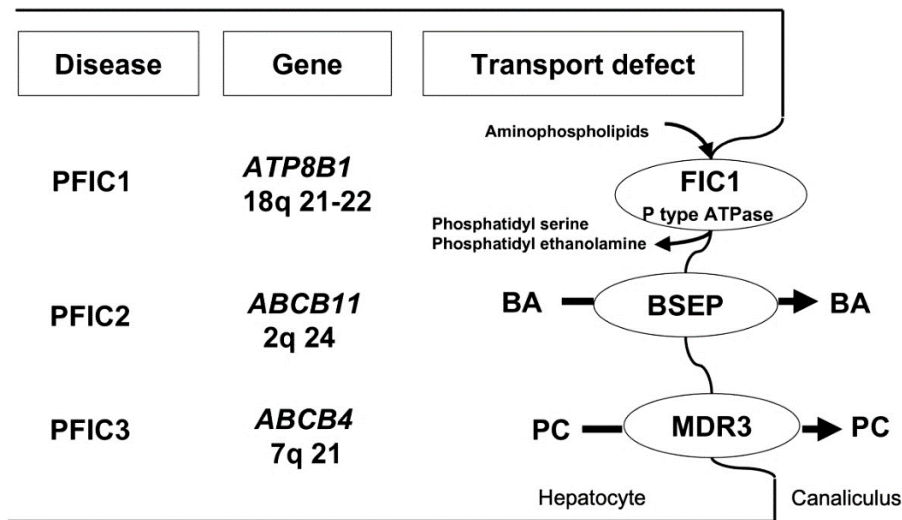 Disease Gene Transport defect
Aminophospholipids
PFIC1
ATP8B1
18q 21-22
FIC1
P type ATPase
Phosphatidyl serine
Phosphatidyl ethanolamine
PFIC2
ABCB11
2q 24
BA BSEP BA
PFIC3
ABCB4
7q 21
PC MDR3 PC
Hepatocyte Canaliculus